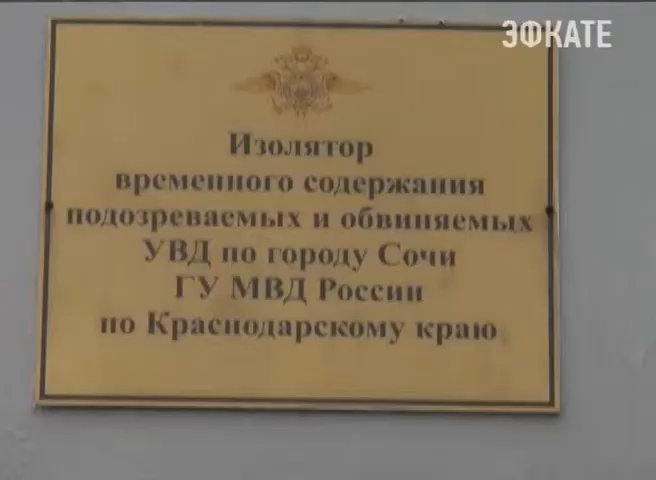 ЭФКАТЕ
Изолятор
временного содержания
подозреваемых и обвиняемых
УВД по городу Сочи
ГУ МВД России
по Краснодарскому краю